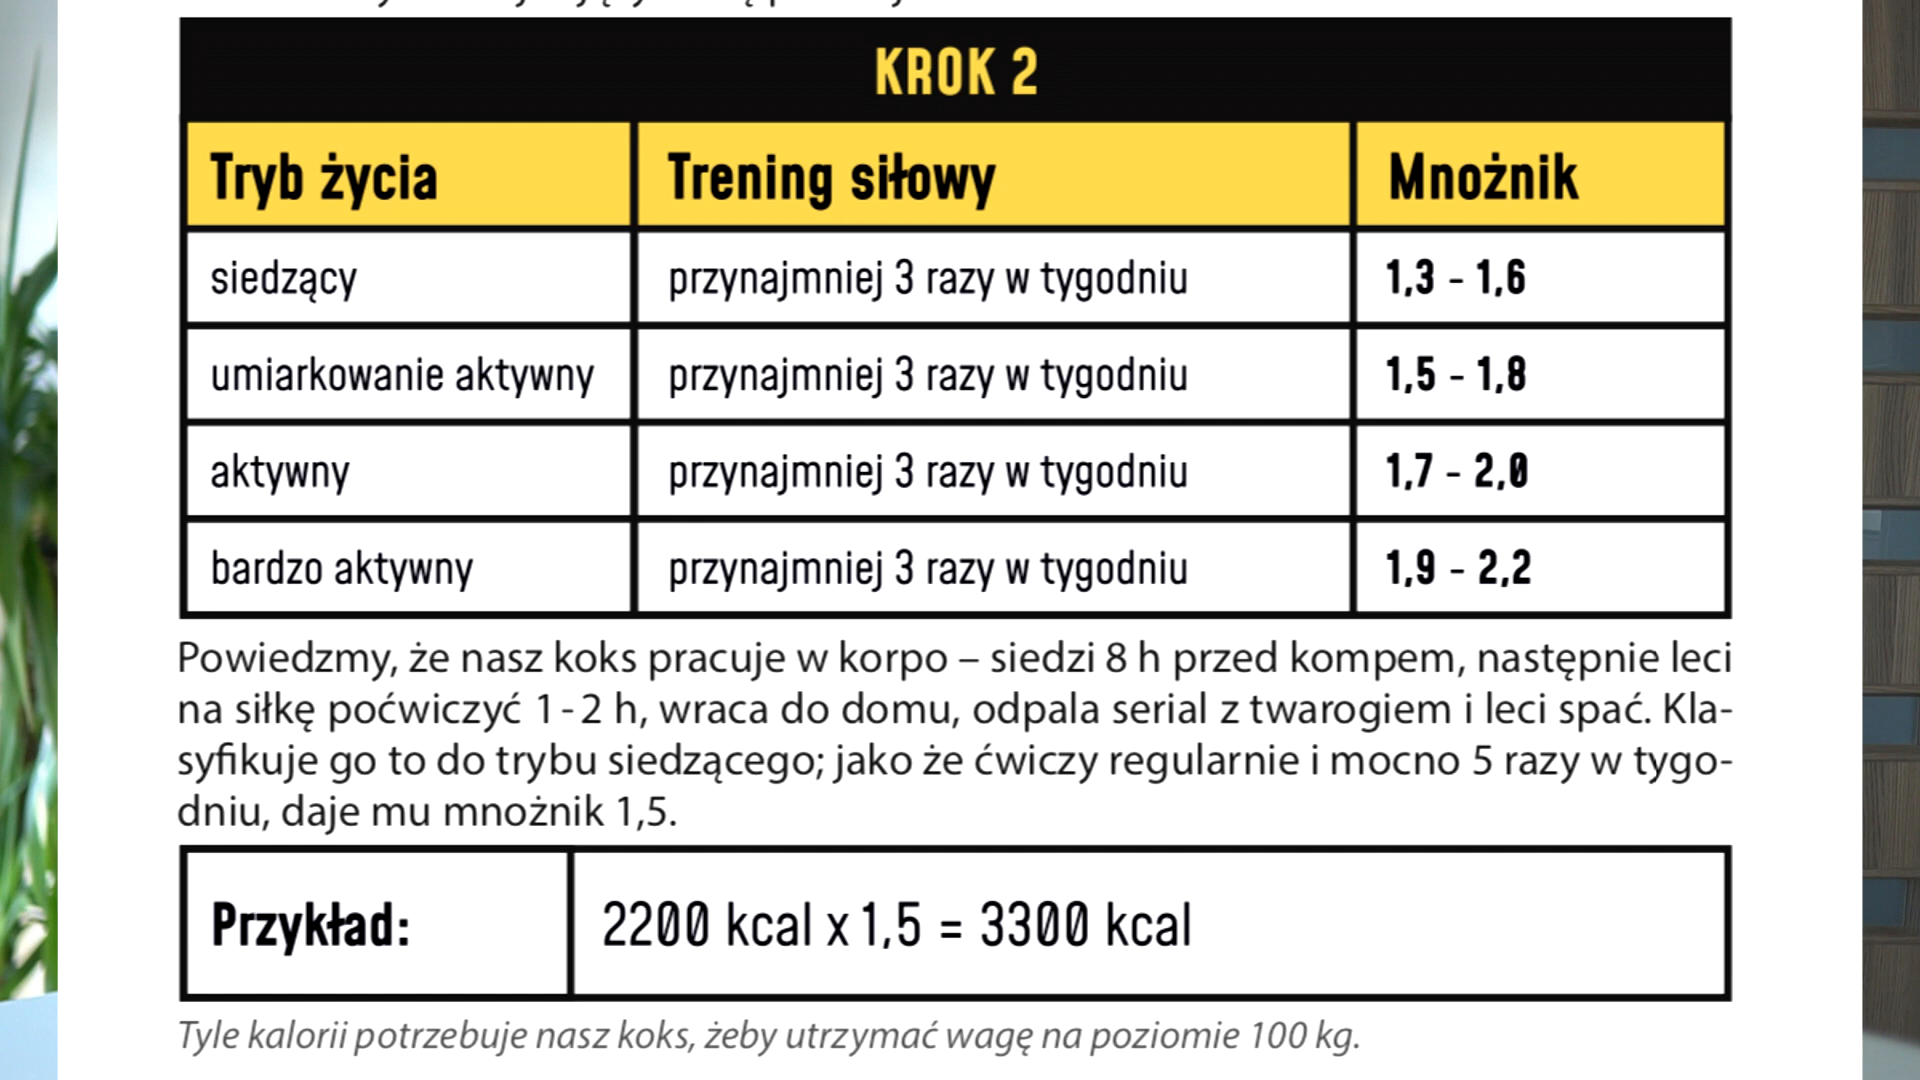 KROK 2
Tryb życia Trening siłowy Mnożnik
siedzący przynajmniej 3 razy w tygodniu 1,3 - 1,6
umiarkowanie aktywny przynajmniej 3 razy w tygodniu 1,5 - 1,8
aktywny przynajmniej 3 razy w tygodniu 1,7 - 2,0
bardzo aktywny przynajmniej 3 razy w tygodniu 1,9 - 2,2
Powiedzmy, że nasz koks pracuje w korpo – siedzi 8 h przed kompem, następnie leci
na siłkę poćwiczyć 1-2 h, wraca do domu, odpala serial z twarogiem i leci spać. Kla-
syfikuje go to do trybu siedzącego; jako że ćwiczy regularnie i mocno 5 razy w tygo-
dniu, daje mu mnożnik 1,5.
Przykład: 2200 kcal x 1,5 = 3300 kcal
Tyle kalorii potrzebuje nasz koks, żeby utrzymać wagę na poziomie 100 kg.